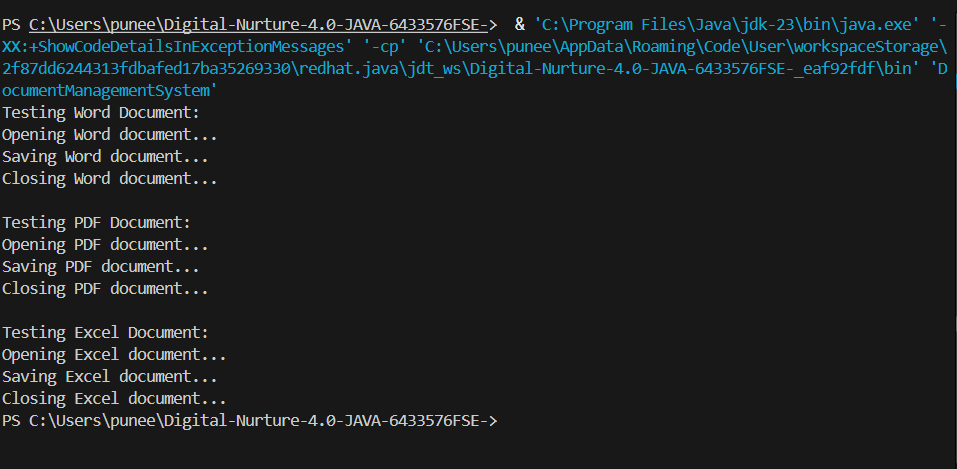 PS C:\Users\punee\Digital-Nurture-4.0-JAVA-6433576FSE->  & 'C:\Program Files\Java\jdk-23\bin\java.exe' '-
XX:+ShowCodeDetailsInExceptionMessages' '-cp' 'C:\Users\punee\AppData\Roaming\Code\User\workspaceStorage\
2f87dd6244313fdbafed17ba35269330\redhat.java\jdt_ws\Digital-Nurture-4.0-JAVA-6433576FSE-_eaf92fdf\bin' 'D
ocumentManagementSystem'
Testing Word Document:
Opening Word document...
Saving Word document...
Closing Word document...

Testing PDF Document:
Opening PDF document...
Saving PDF document...
Closing PDF document...

Testing Excel Document:
Opening Excel document...
Saving Excel document...
Closing Excel document...
PS C:\Users\punee\Digital-Nurture-4.0-JAVA-6433576FSE->